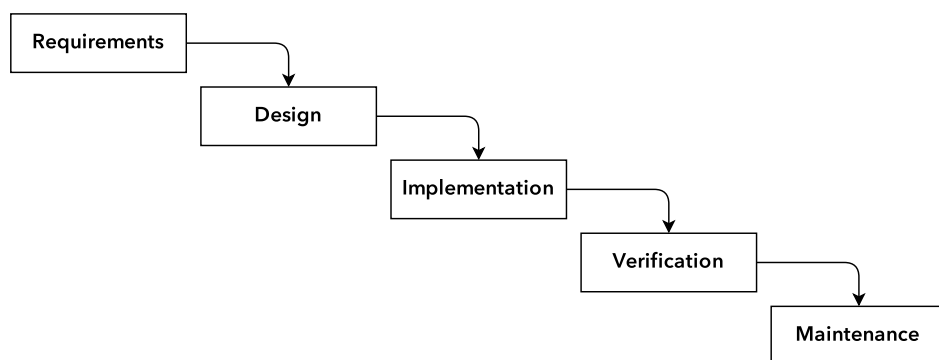 Requirements
Design
Implementation
Verification
Maintenance